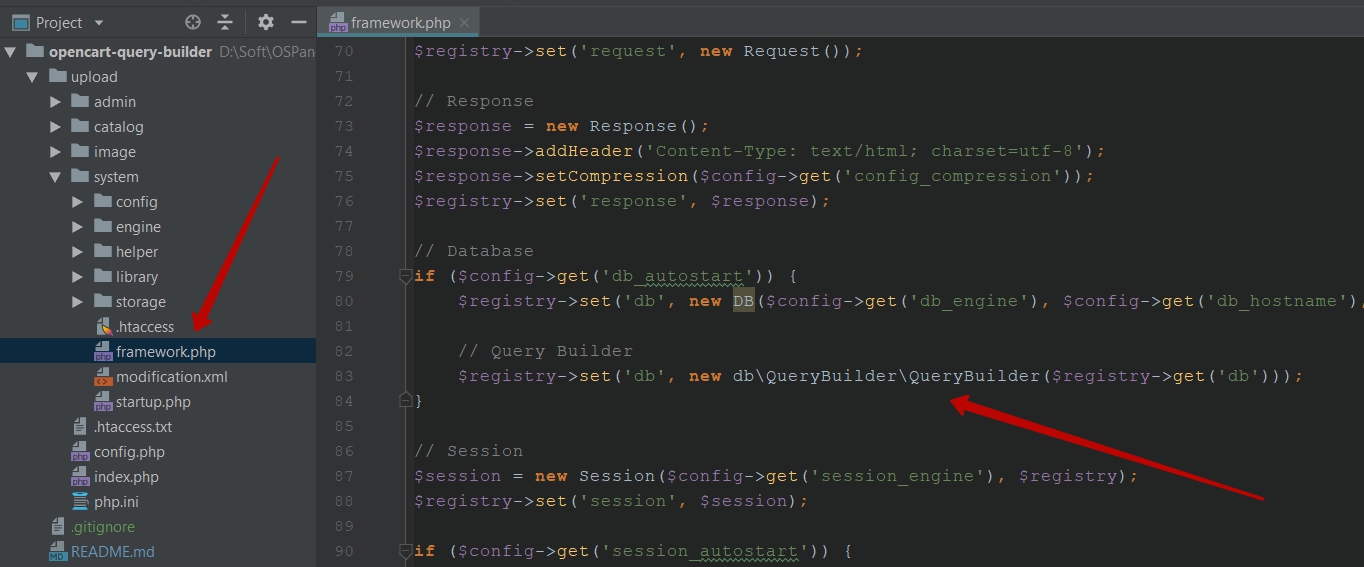 Project
opencart-query-builder D:\Soft\OSPan
upload
admin
catalog
image
system
config
engine
helper
library
storage
.htaccess
framework.php
modification.xml
startup.php
.htaccess.txt
config.php
index.php
php.ini
.gitignore
README.md
framework.php
70 $registry->set('request', new Request());
71
72 // Response
73 $response = new Response();
74 $response->addHeader('Content-Type: text/html; charset=utf-8');
75 $response->setCompression($config->get('config_compression'));
76 $registry->set('response', $response);
77
78 // Database
79 if ($config->get('db_autostart')) {
80 $registry->set('db', new DB($config->get('db_engine'), $config->get('db_hostname'),
81
82 // Query Builder
83 $registry->set('db', new db\QueryBuilder\QueryBuilder($registry->get('db')));
84 }
85
86 // Session
87 $session = new Session($config->get('session_engine'), $registry);
88 $registry->set('session', $session);
89
90 if ($config->get('session_autostart')) {